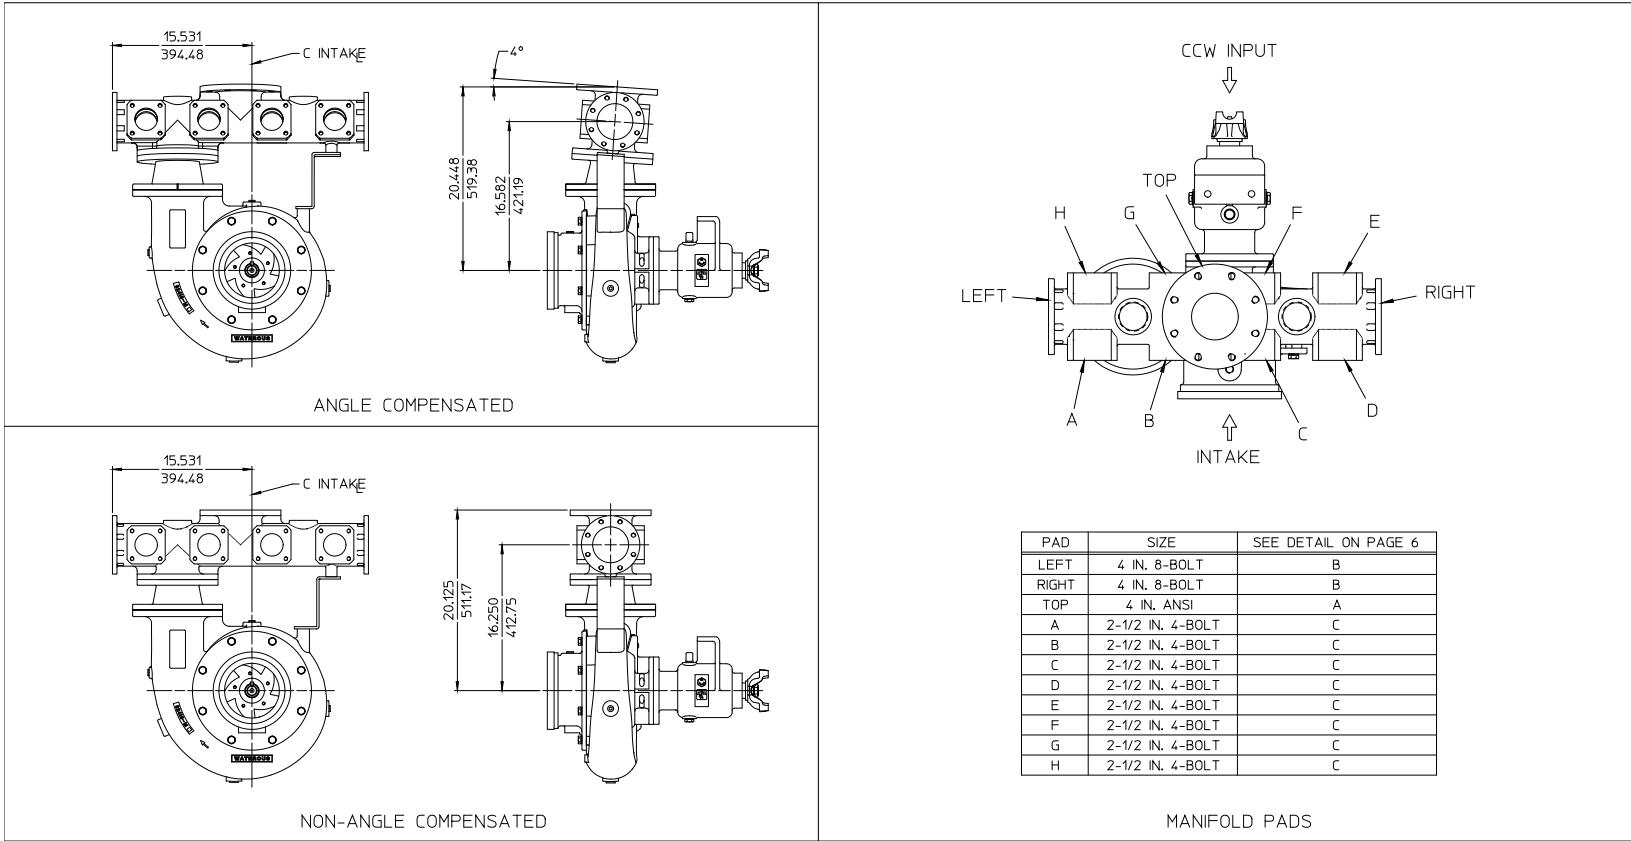 15.531
394.48
C INTAKE
L
4°
20.448
519.38
16.582
421.19
WATEROUS
ANGLE COMPENSATED
15.531
394.48
C INTAKE
L
20.125
511.17
16.250
412.75
WATEROUS
NON-ANGLE COMPENSATED
CCW INPUT
TOP
H
G
F
E
LEFT
RIGHT
A
B
C
D
INTAKE
PAD SIZE SEE DETAIL ON PAGE 6
LEFT 4 IN. 8-BOLT B
RIGHT 4 IN. 8-BOLT B
TOP 4 IN. ANSI A
A 2-1/2 IN. 4-BOLT C
B 2-1/2 IN. 4-BOLT C
C 2-1/2 IN. 4-BOLT C
D 2-1/2 IN. 4-BOLT C
E 2-1/2 IN. 4-BOLT C
F 2-1/2 IN. 4-BOLT C
G 2-1/2 IN. 4-BOLT C
H 2-1/2 IN. 4-BOLT C
MANIFOLD PADS